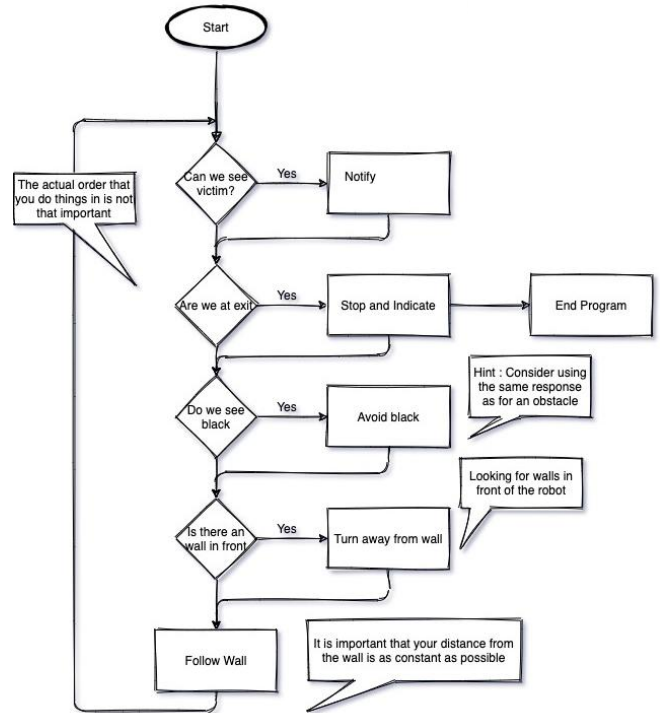 Start
Can we see
victim?
Yes
Notify
The actual order that
you do things in is not
that important
Are we at exit
Yes
Stop and Indicate
End Program
Hint : Consider using
the same response
as for an obstacle
Do we see
black
Yes
Avoid black
Looking for walls in
front of the robot
Is there an
wall in front
Yes
Turn away from wall
Follow Wall
It is important that your distance from
the wall is as constant as possible